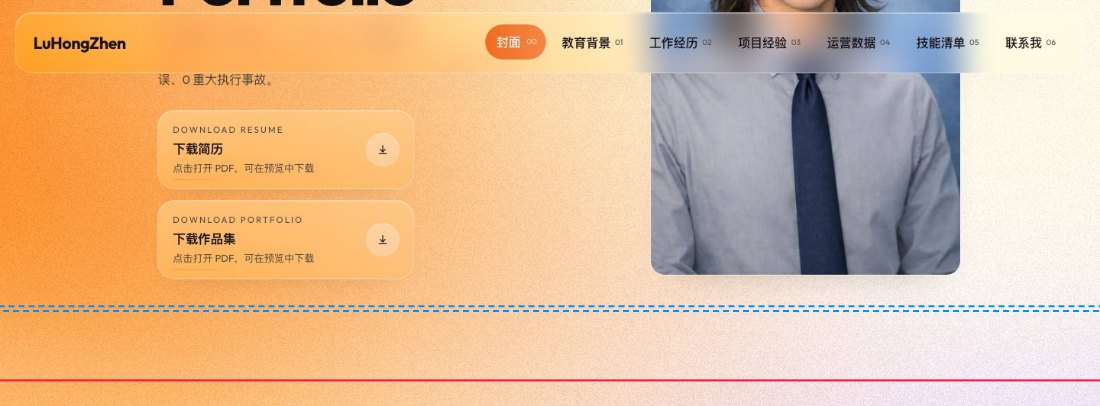 Portfolio
LuHongZhen
封面 00
教育背景 01
工作经历 02
项目经验 03
运营数据 04
技能清单 05
联系我 06
误、0 重大执行事故。
DOWNLOAD RESUME
下载简历
点击打开 PDF，可在预览中下载
DOWNLOAD PORTFOLIO
下载作品集
点击打开 PDF，可在预览中下载